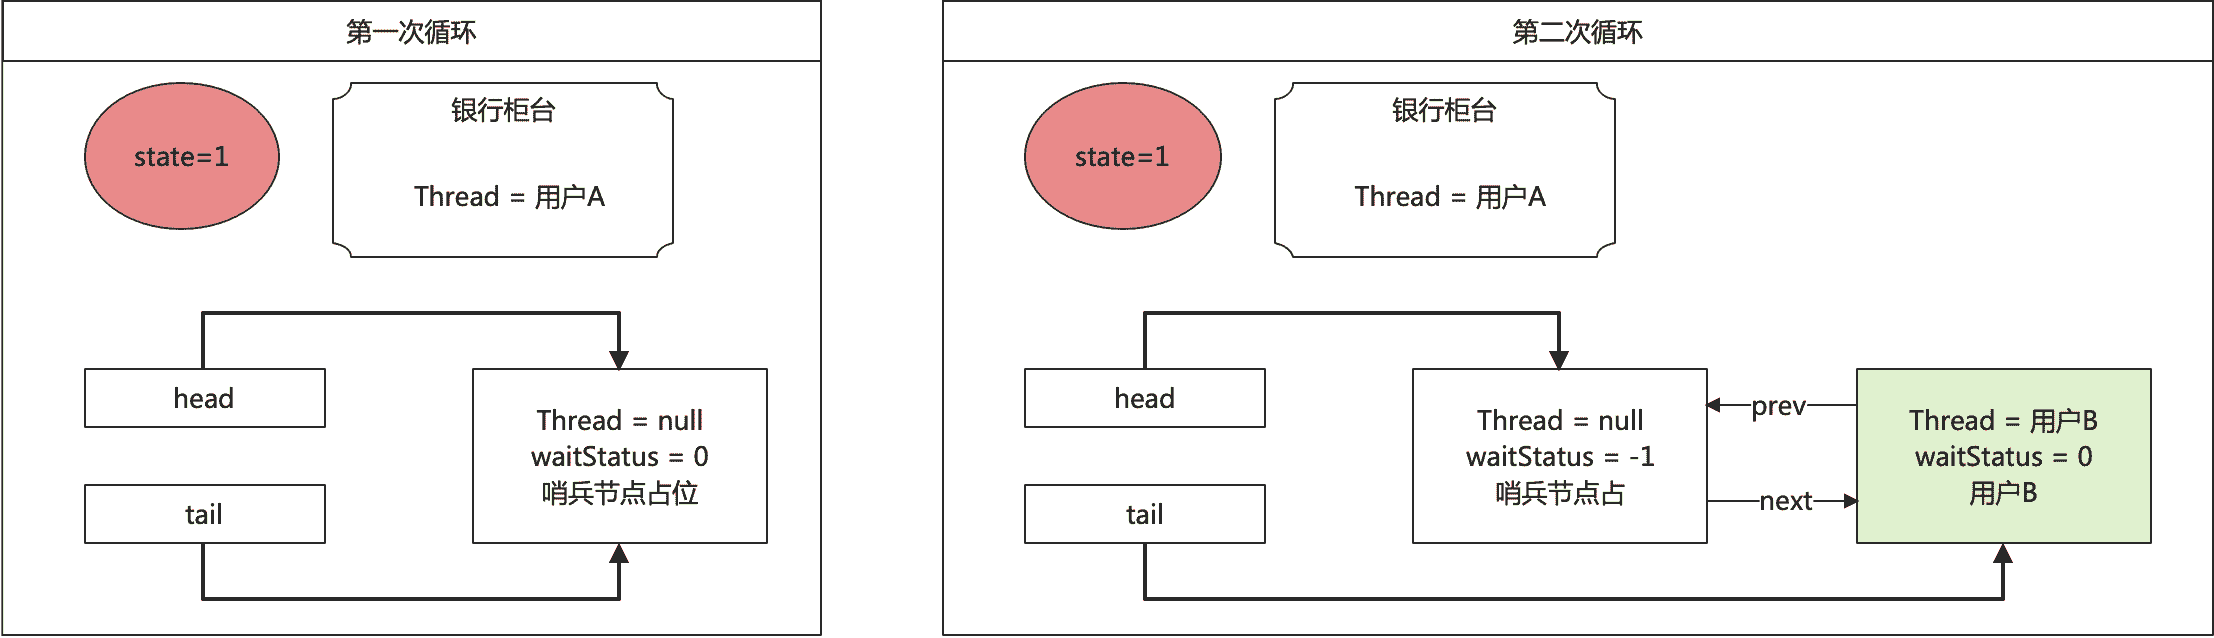 第一次循环
state=1
银行柜台
Thread = 用户A
head
tail
Thread = null
waitStatus = 0
哨兵节点占位
第二次循环
state=1
银行柜台
Thread = 用户A
head
tail
Thread = null
waitStatus = -1
哨兵节点占
prev
next
Thread = 用户B
waitStatus = 0
用户B